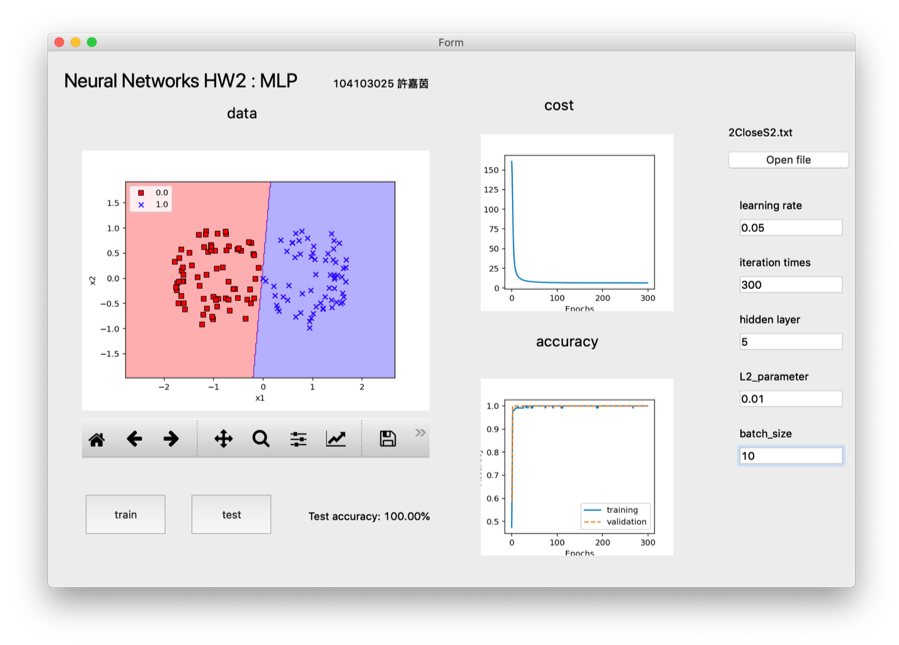 Form
Neural Networks HW2 : MLP
104103025 許嘉茵
data
0.0
1.0
1.5
1.0
0.5
0.0
−0.5
−1.0
−1.5
x2
−2
−1
0
1
2
x1
train
test
Test accuracy: 100.00%
cost
150
125
100
75
50
25
0
0
100
200
300
Epochs
accuracy
1.0
0.9
0.8
0.7
0.6
0.5
training
validation
0
100
200
300
Epochs
2CloseS2.txt
Open file
learning rate
0.05
iteration times
300
hidden layer
5
L2_parameter
0.01
batch_size
10